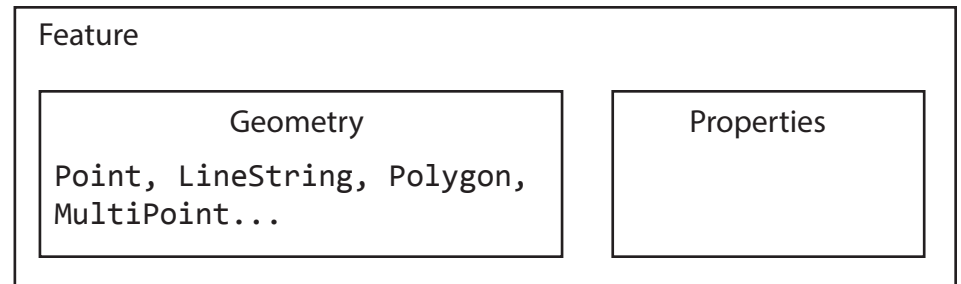 Feature
Geometry
Properties
Point, LineString, Polygon,
MultiPoint...